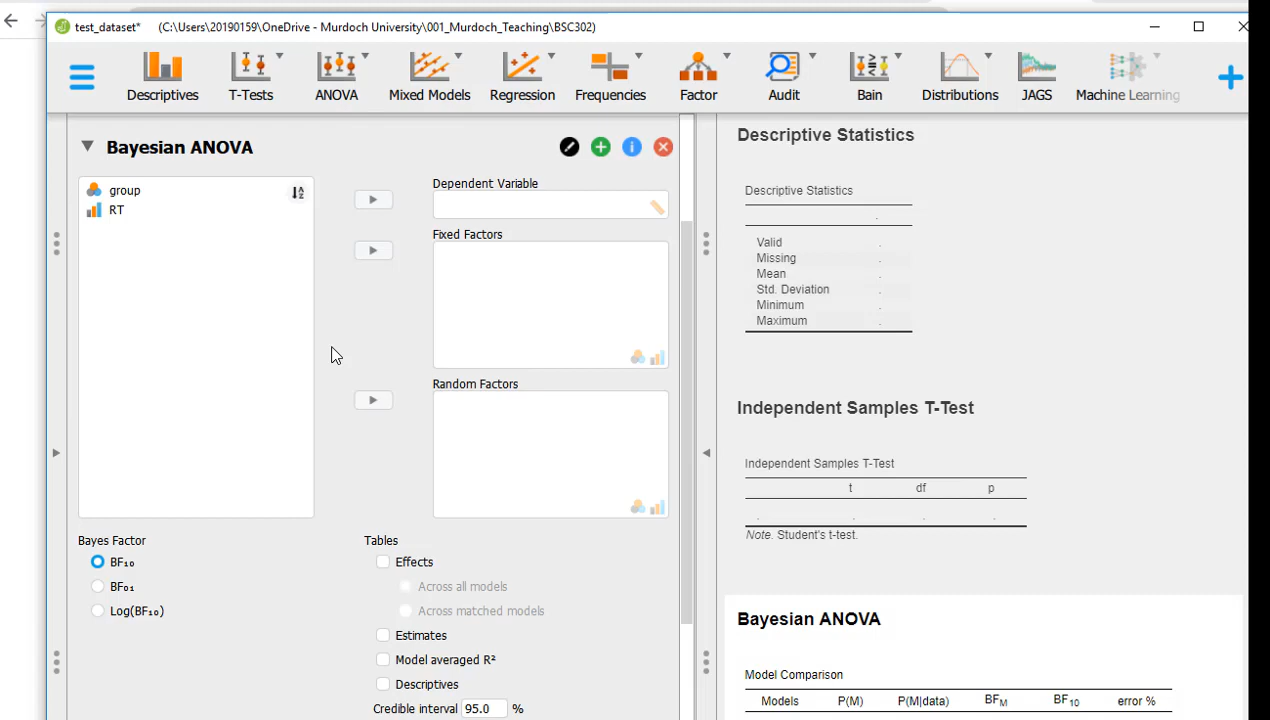 test_dataset* (C:\Users\20190159\OneDrive - Murdoch University\001_Murdoch_Teaching\BSC302)
Descriptives T-Tests ANOVA Mixed Models Regression Frequencies Factor Audit Bain Distributions JAGS Machine Learning
Bayesian ANOVA
group
RT
Dependent Variable
Fixed Factors
Random Factors
Bayes Factor
BF₁₀
BF₀₁
Log(BF₁₀)
Tables
Effects
Across all models
Across matched models
Estimates
Model averaged R²
Descriptives
Credible interval 95.0 %
Descriptive Statistics
Descriptive Statistics
Valid .
Missing .
Mean .
Std. Deviation .
Minimum .
Maximum .
Independent Samples T-Test
Independent Samples T-Test
t df p
. . . .
Note. Student's t-test.
Bayesian ANOVA
Model Comparison
Models P(M) P(M|data) BF_M BF₁₀ error %